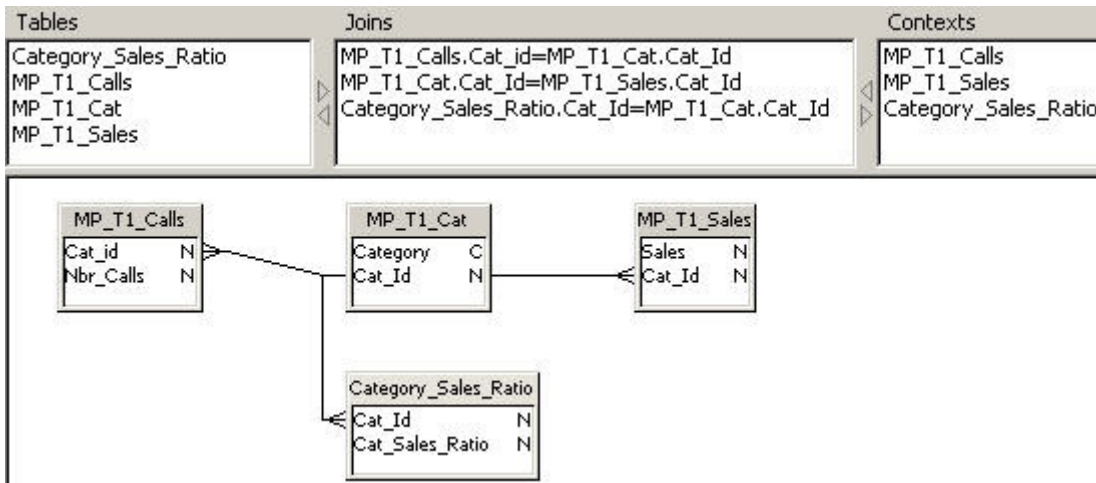 Tables
Joins
Contexts
Category_Sales_Ratio
MP_T1_Calls
MP_T1_Cat
MP_T1_Sales
MP_T1_Calls.Cat_id=MP_T1_Cat.Cat_Id
MP_T1_Cat.Cat_Id=MP_T1_Sales.Cat_Id
Category_Sales_Ratio.Cat_Id=MP_T1_Cat.Cat_Id
MP_T1_Calls
MP_T1_Sales
Category_Sales_Ratio
MP_T1_Calls
Cat_id N
Nbr_Calls N
MP_T1_Cat
Category C
Cat_Id N
MP_T1_Sales
Sales N
Cat_Id N
Category_Sales_Ratio
Cat_Id N
Cat_Sales_Ratio N